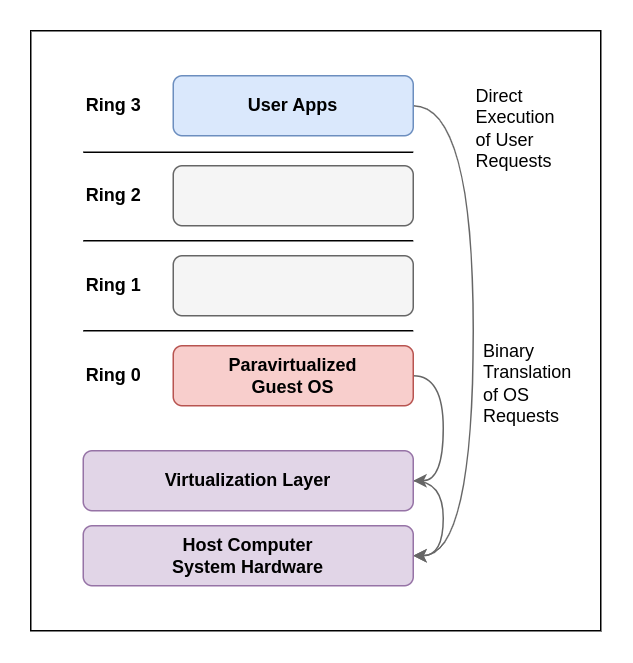 Ring 3
User Apps
Direct
Execution
of User
Requests
Ring 2
Ring 1
Ring 0
Paravirtualized
Guest OS
Binary
Translation
of OS
Requests
Virtualization Layer
Host Computer
System Hardware